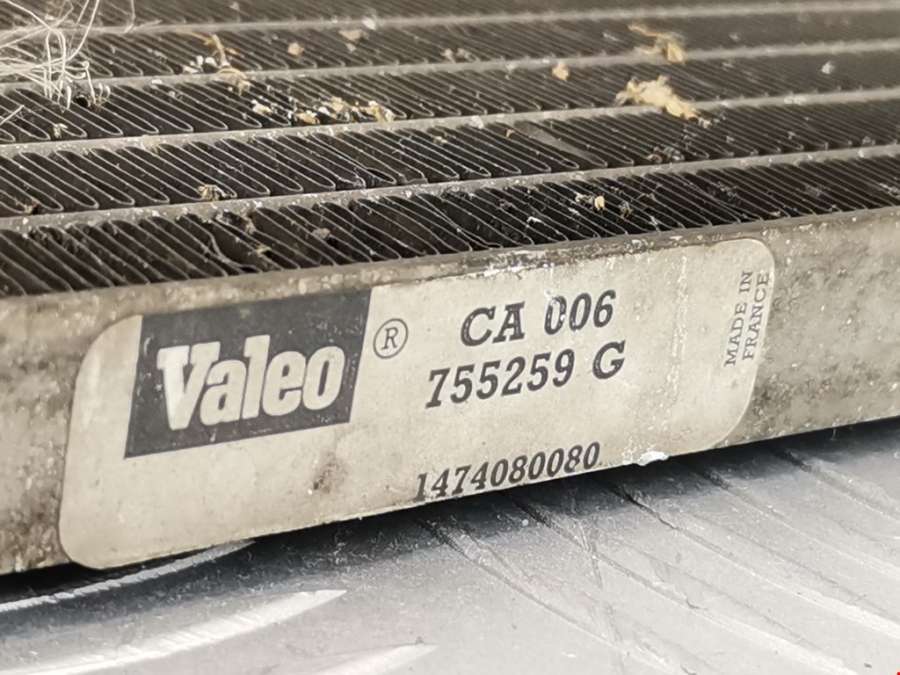 Valeo ®
CA 006
755259 G
1474080080
MADE IN
FRANCE